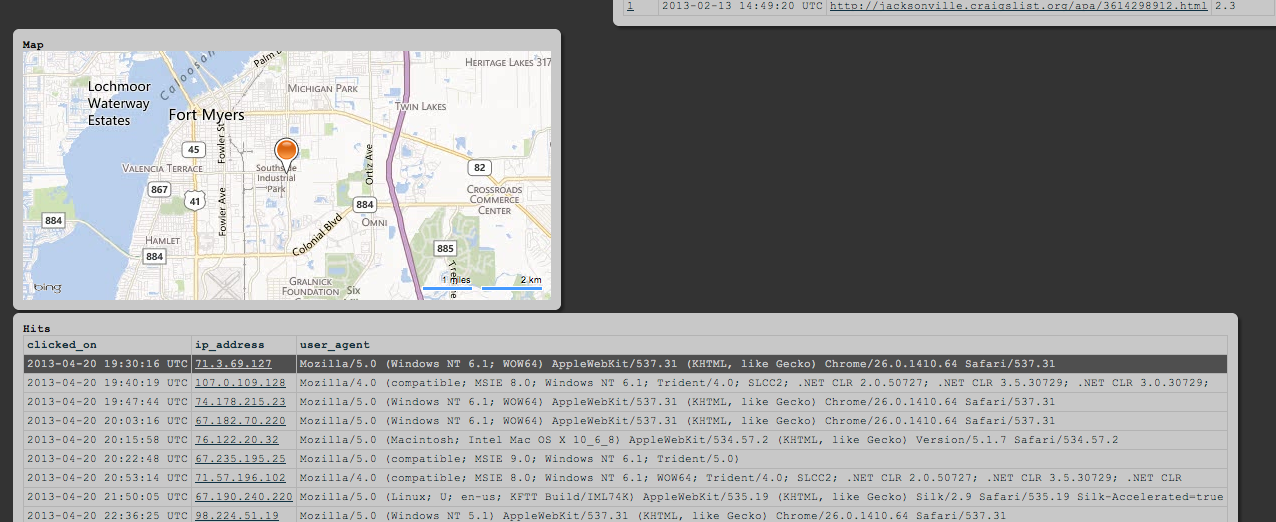 1 2013-02-13 14:49:20 UTC http://jacksonville.craigslist.org/apa/3614298912.html 2.3
Map
Palm
HERITAGE LAKES 317
Caloosah
Lochmoor
Waterway
Estates
MICHIGAN PARK
TWIN LAKES
Fort Myers
Fowler St
45
Ortiz Ave
VALENCIA TERRACE
Southside
Industrial
Park
82
867
41
CROSSROADS
COMMERCE
CENTER
884
884
Fowler Ave
OMNI
Colonial Blvd
HAMLET
884
885
GRALNICK
FOUNDATION
Six
bing
1 miles
2 km
Hits
clicked_on ip_address user_agent
2013-04-20 19:30:16 UTC 71.3.69.127 Mozilla/5.0 (Windows NT 6.1; WOW64) AppleWebKit/537.31 (KHTML, like Gecko) Chrome/26.0.1410.64 Safari/537.31
2013-04-20 19:40:19 UTC 107.0.109.128 Mozilla/4.0 (compatible; MSIE 8.0; Windows NT 6.1; Trident/4.0; SLCC2; .NET CLR 2.0.50727; .NET CLR 3.5.30729; .NET CLR 3.0.30729;
2013-04-20 19:47:44 UTC 74.178.215.23 Mozilla/5.0 (Windows NT 6.1; WOW64) AppleWebKit/537.31 (KHTML, like Gecko) Chrome/26.0.1410.64 Safari/537.31
2013-04-20 20:03:16 UTC 67.182.70.220 Mozilla/5.0 (Windows NT 6.1; WOW64) AppleWebKit/537.31 (KHTML, like Gecko) Chrome/26.0.1410.64 Safari/537.31
2013-04-20 20:15:58 UTC 76.122.20.32 Mozilla/5.0 (Macintosh; Intel Mac OS X 10_6_8) AppleWebKit/534.57.2 (KHTML, like Gecko) Version/5.1.7 Safari/534.57.2
2013-04-20 20:22:48 UTC 67.235.195.25 Mozilla/5.0 (compatible; MSIE 9.0; Windows NT 6.1; Trident/5.0)
2013-04-20 20:53:14 UTC 71.57.196.102 Mozilla/4.0 (compatible; MSIE 8.0; Windows NT 6.1; WOW64; Trident/4.0; SLCC2; .NET CLR 2.0.50727; .NET CLR 3.5.30729; .NET CLR
2013-04-20 21:50:05 UTC 67.190.240.220 Mozilla/5.0 (Linux; U; en-us; KFTT Build/IML74K) AppleWebKit/535.19 (KHTML, like Gecko) Silk/2.9 Safari/535.19 Silk-Accelerated=true
2013-04-20 22:36:25 UTC 98.224.51.19 Mozilla/5.0 (Windows NT 5.1) AppleWebKit/537.31 (KHTML, like Gecko) Chrome/26.0.1410.64 Safari/537.31